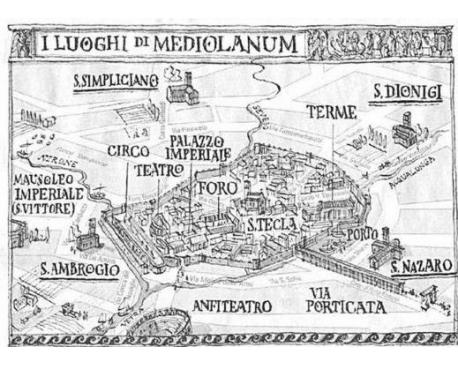 I LUOGHI DI MEDIOLANUM
S.SIMPLICIANO
S.DIONIGI
TERME
CIRCO
PALAZZO
IMPERIALE
TEATRO
FORO
MAUSOLEO
IMPERIALE
(S.VITTORE)
ACQUALONGA
S.TECLA
PORTO
S.AMBROGIO
S.NAZARO
ANFITEATRO
VIA
PORTICATA